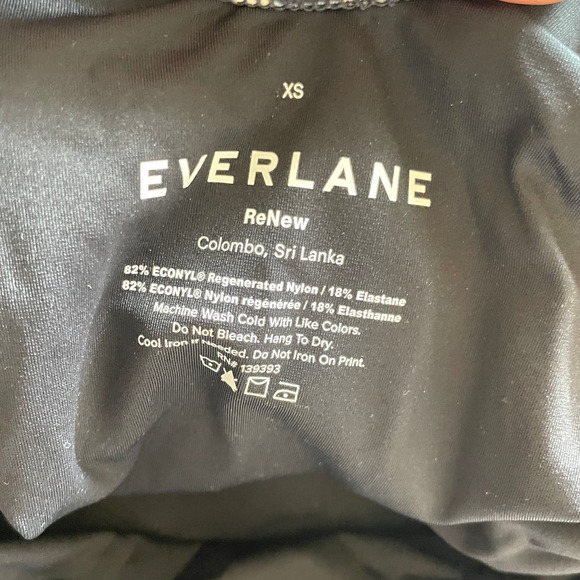 XS
EVERLANE
ReNew
Colombo, Sri Lanka
82% ECONYL® Regenerated Nylon / 18% Elastane
82% ECONYL® Nylon régénérée / 18% Elasthanne
Machine Wash Cold With Like Colors.
Do Not Bleach. Hang To Dry.
Cool Iron If Needed. Do Not Iron On Print.
RN# 139393